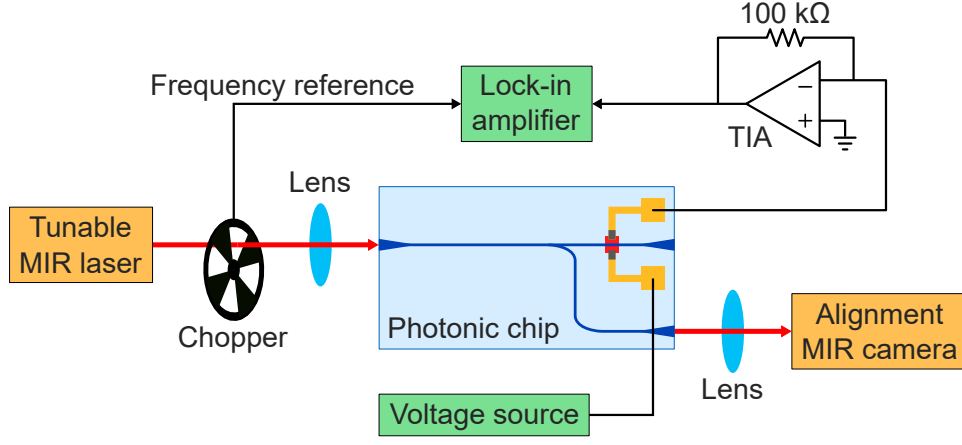 100 kΩ
Frequency reference
Lock-in
amplifier
−
+
TIA
Lens
Tunable
MIR laser
Chopper
Photonic chip
Alignment
MIR camera
Lens
Voltage source